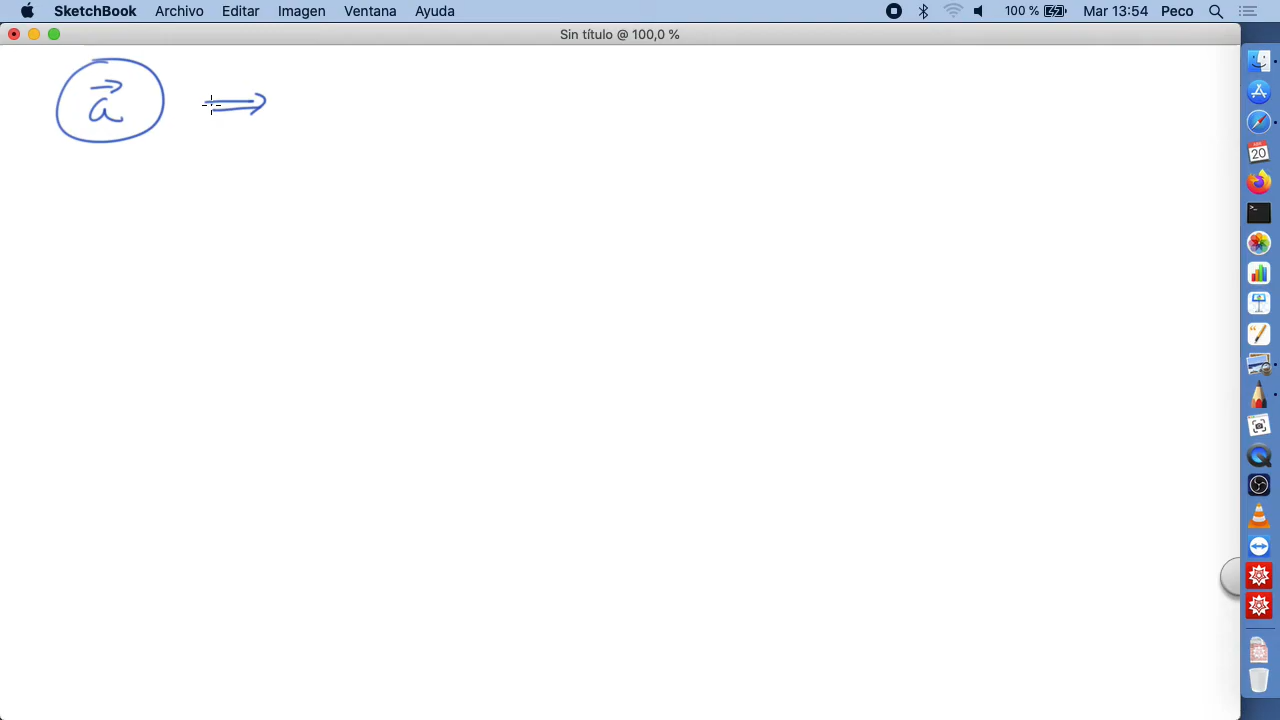 SketchBook Archivo Editar Imagen Ventana Ayuda 100 % Mar 13:54 Peco
Sin título @ 100,0 %
a⃗ ⟹
20